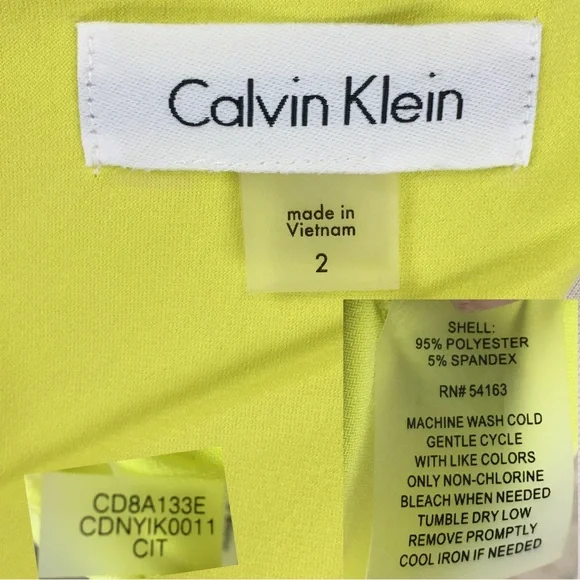 Calvin Klein
made in
Vietnam
2
SHELL:
95% POLYESTER
5% SPANDEX
RN# 54163
MACHINE WASH COLD
GENTLE CYCLE
WITH LIKE COLORS
ONLY NON-CHLORINE
BLEACH WHEN NEEDED
TUMBLE DRY LOW
REMOVE PROMPTLY
COOL IRON IF NEEDED
CD8A133E
CDNYIK0011
CIT